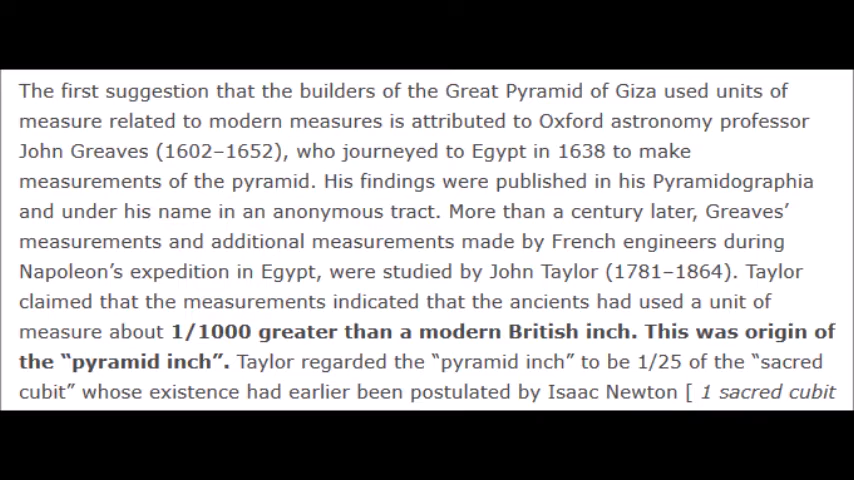 The first suggestion that the builders of the Great Pyramid of Giza used units of
measure related to modern measures is attributed to Oxford astronomy professor
John Greaves (1602–1652), who journeyed to Egypt in 1638 to make
measurements of the pyramid. His findings were published in his Pyramidographia
and under his name in an anonymous tract. More than a century later, Greaves’
measurements and additional measurements made by French engineers during
Napoleon’s expedition in Egypt, were studied by John Taylor (1781–1864). Taylor
claimed that the measurements indicated that the ancients had used a unit of
measure about 1/1000 greater than a modern British inch. This was origin of
the “pyramid inch”. Taylor regarded the “pyramid inch” to be 1/25 of the “sacred
cubit” whose existence had earlier been postulated by Isaac Newton [ 1 sacred cubit